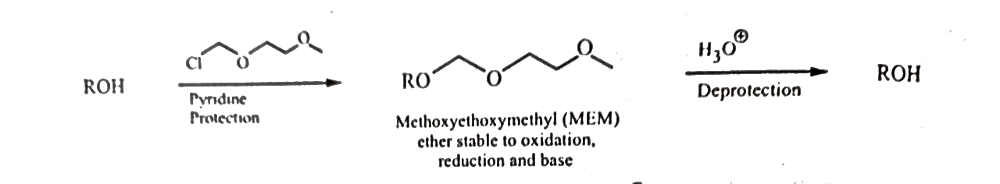 Cl
O
O
ROH
Pyridine
Protection
RO
O
O
Methoxyethoxymethyl (MEM)
ether stable to oxidation,
reduction and base
H₃O⊕
Deprotection
ROH